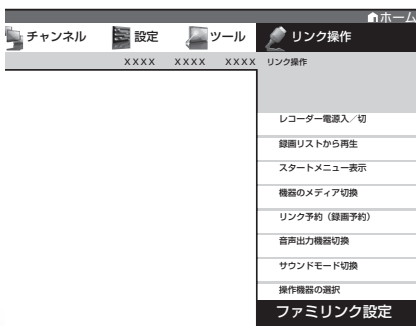 ホーム
チャンネル 設定 ツール リンク操作
XXXX XXXX XXXX リンク操作
レコーダー電源入／切
録画リストから再生
スタートメニュー表示
機器のメディア切換
リンク予約（録画予約）
音声出力機器切換
サウンドモード切換
操作機器の選択
ファミリンク設定